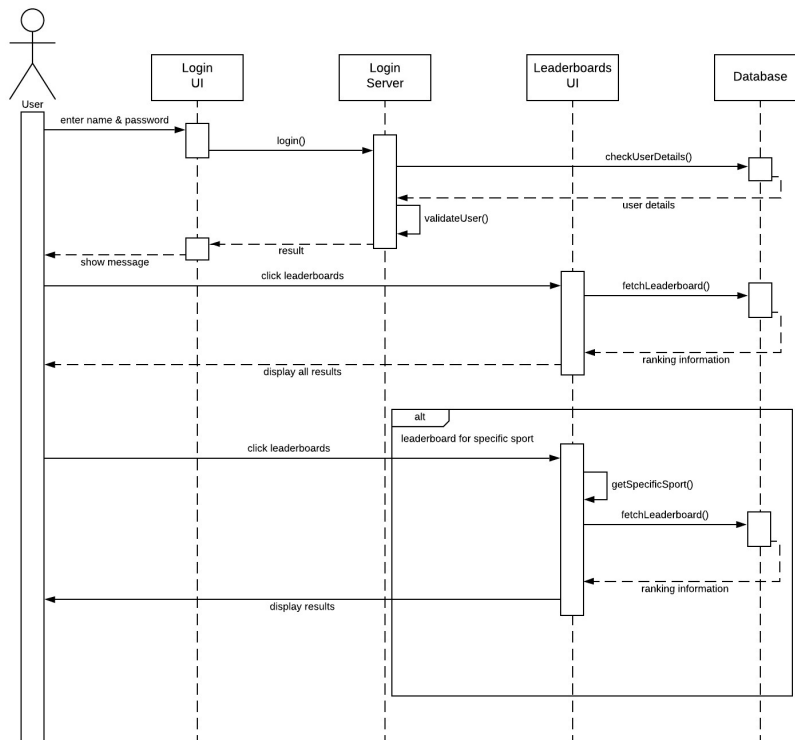 Login
UI
Login
Server
Leaderboards
UI
Database
User
enter name & password
login()
checkUserDetails()
user details
validateUser()
result
show message
click leaderboards
fetchLeaderboard()
ranking information
display all results
alt
leaderboard for specific sport
click leaderboards
getSpecificSport()
fetchLeaderboard()
ranking information
display results